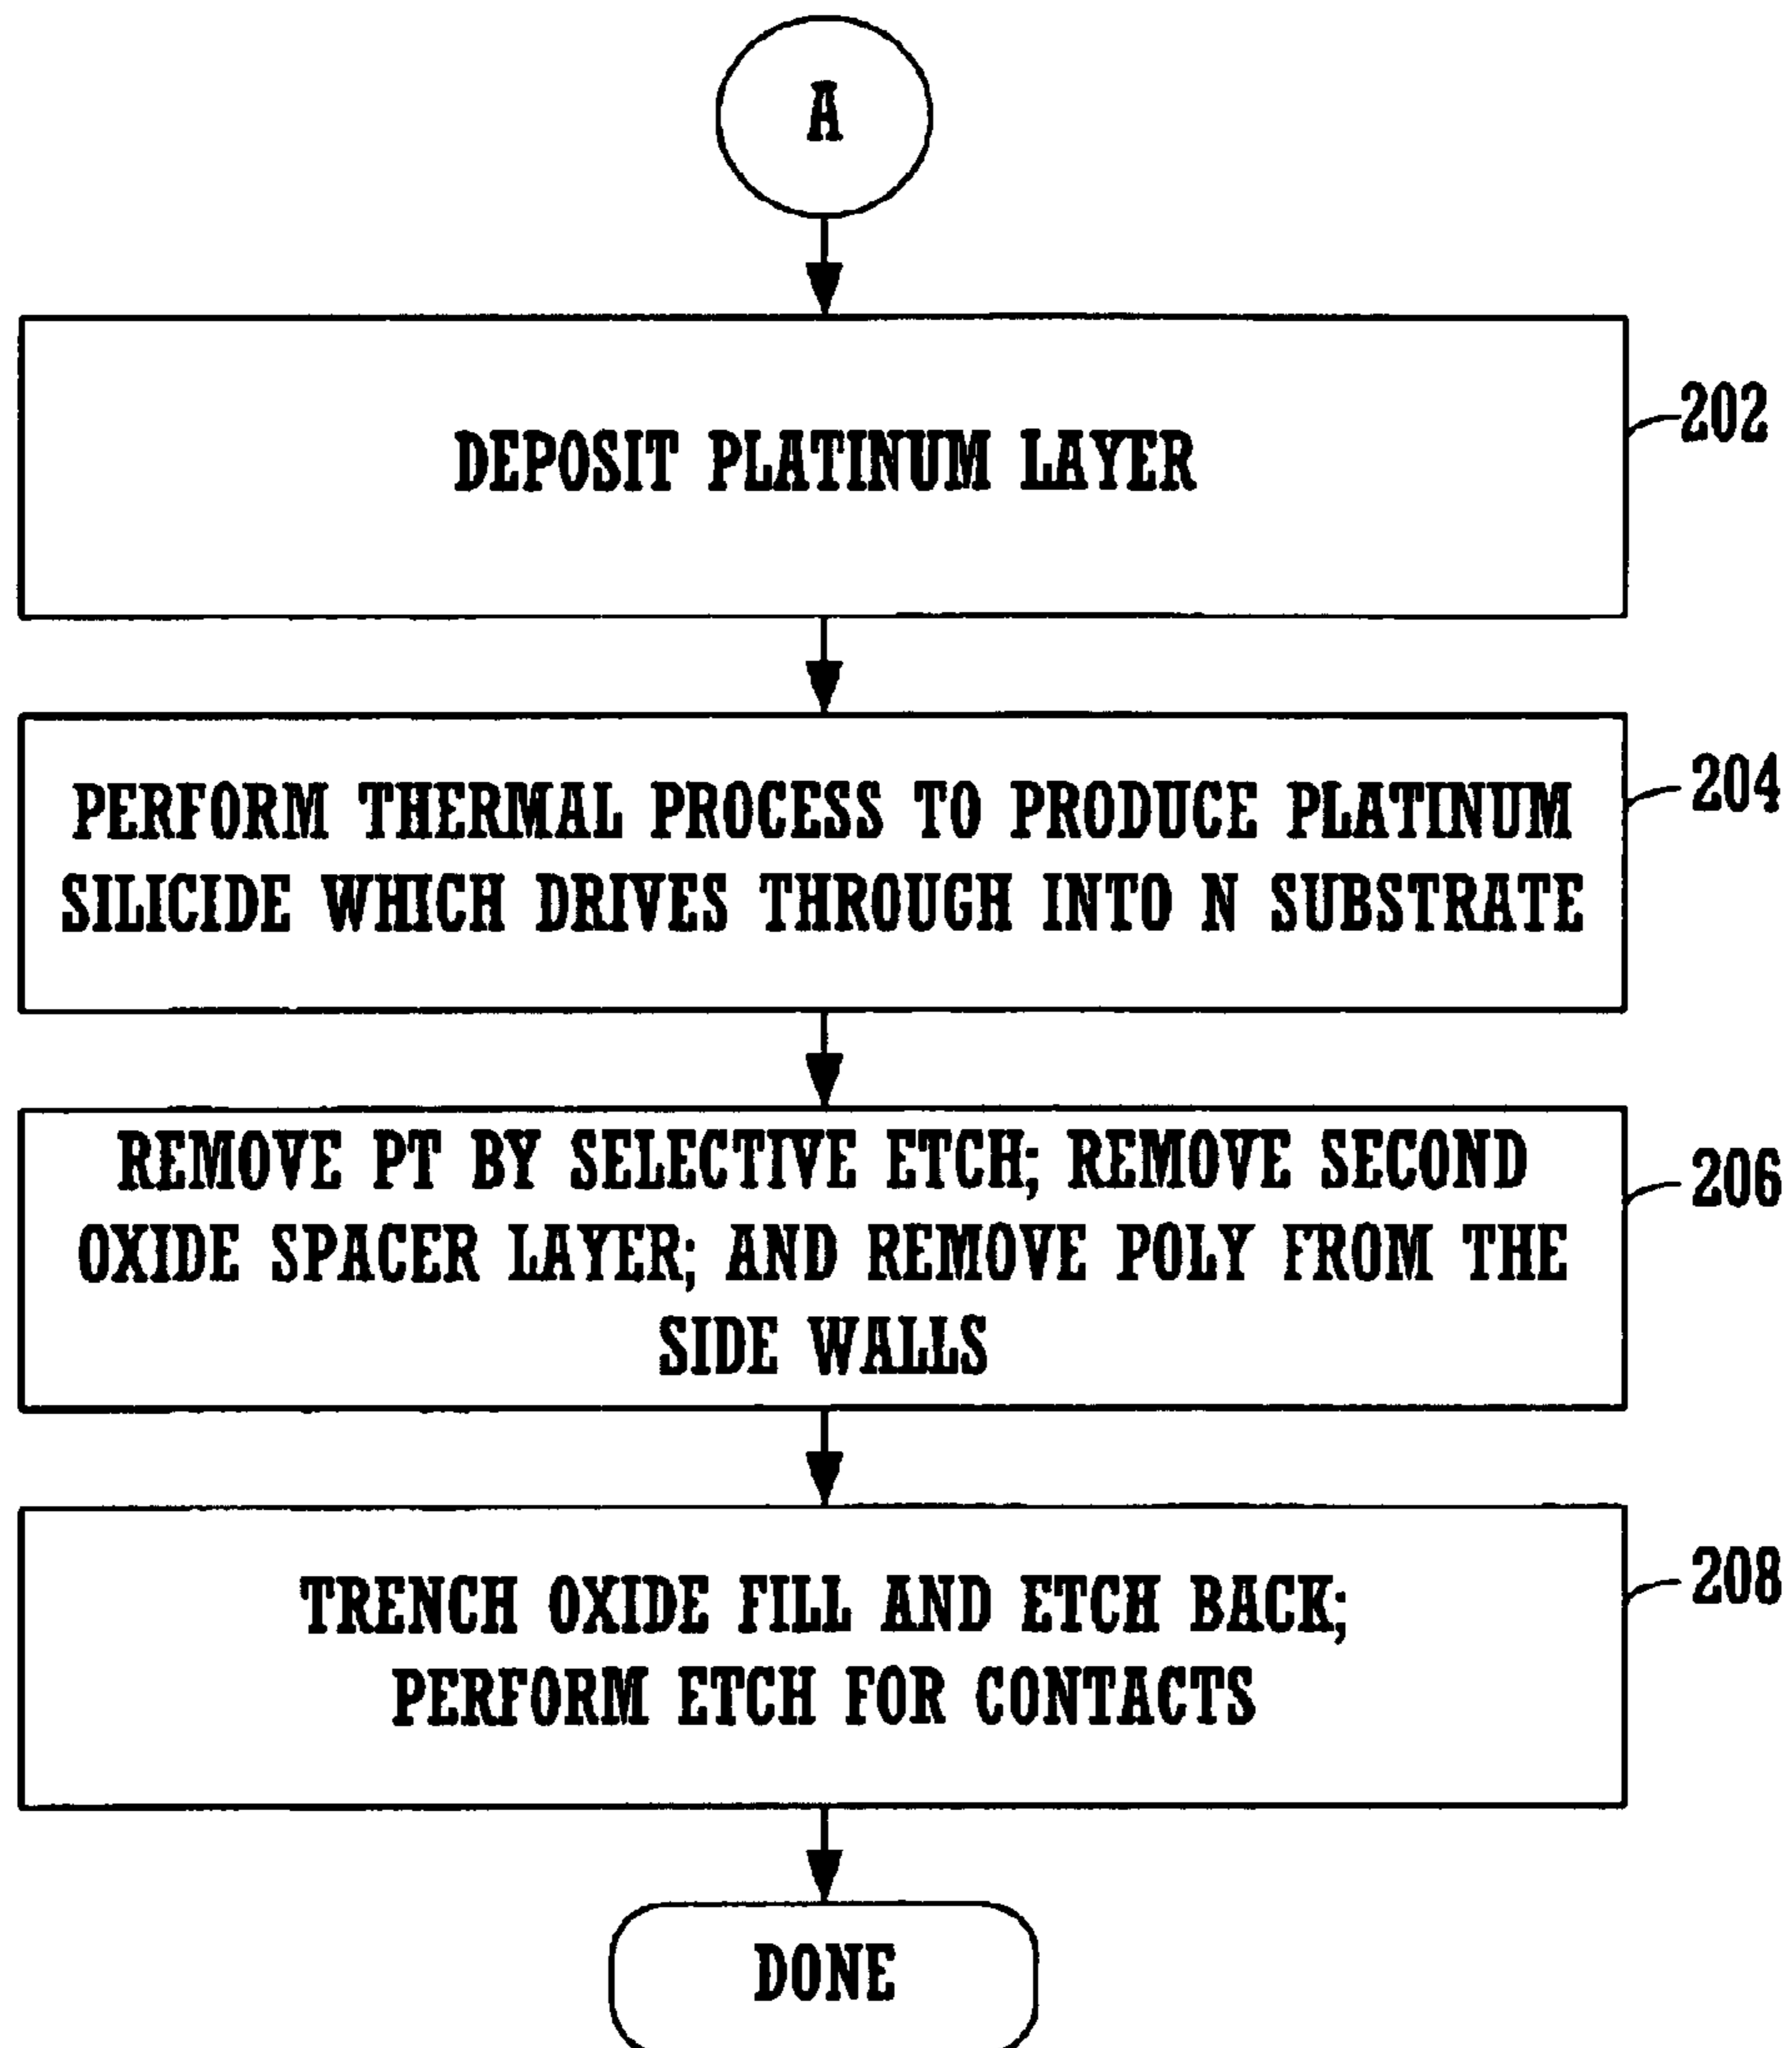 A
DEPOSIT PLATINUM LAYER
202
PERFORM THERMAL PROCESS TO PRODUCE PLATINUM
SILICIDE WHICH DRIVES THROUGH INTO N SUBSTRATE
204
REMOVE PT BY SELECTIVE ETCH; REMOVE SECOND
OXIDE SPACER LAYER; AND REMOVE POLY FROM THE
SIDE WALLS
206
TRENCH OXIDE FILL AND ETCH BACK;
PERFORM ETCH FOR CONTACTS
208
DONE